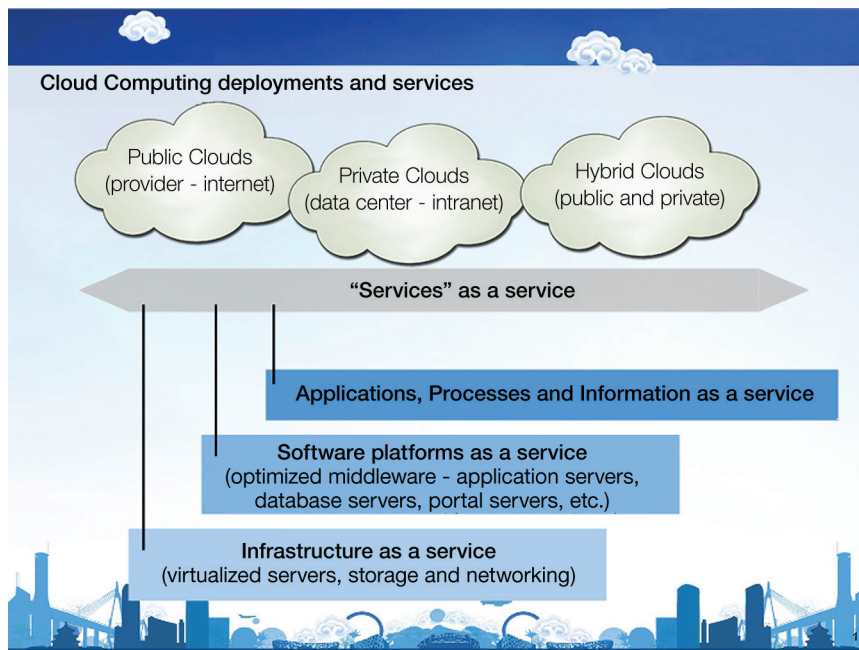 Cloud Computing deployments and services
Public Clouds
(provider - internet)
Private Clouds
(data center - intranet)
Hybrid Clouds
(public and private)
“Services” as a service
Applications, Processes and Information as a service
Software platforms as a service
(optimized middleware - application servers,
database servers, portal servers, etc.)
Infrastructure as a service
(virtualized servers, storage and networking)
1